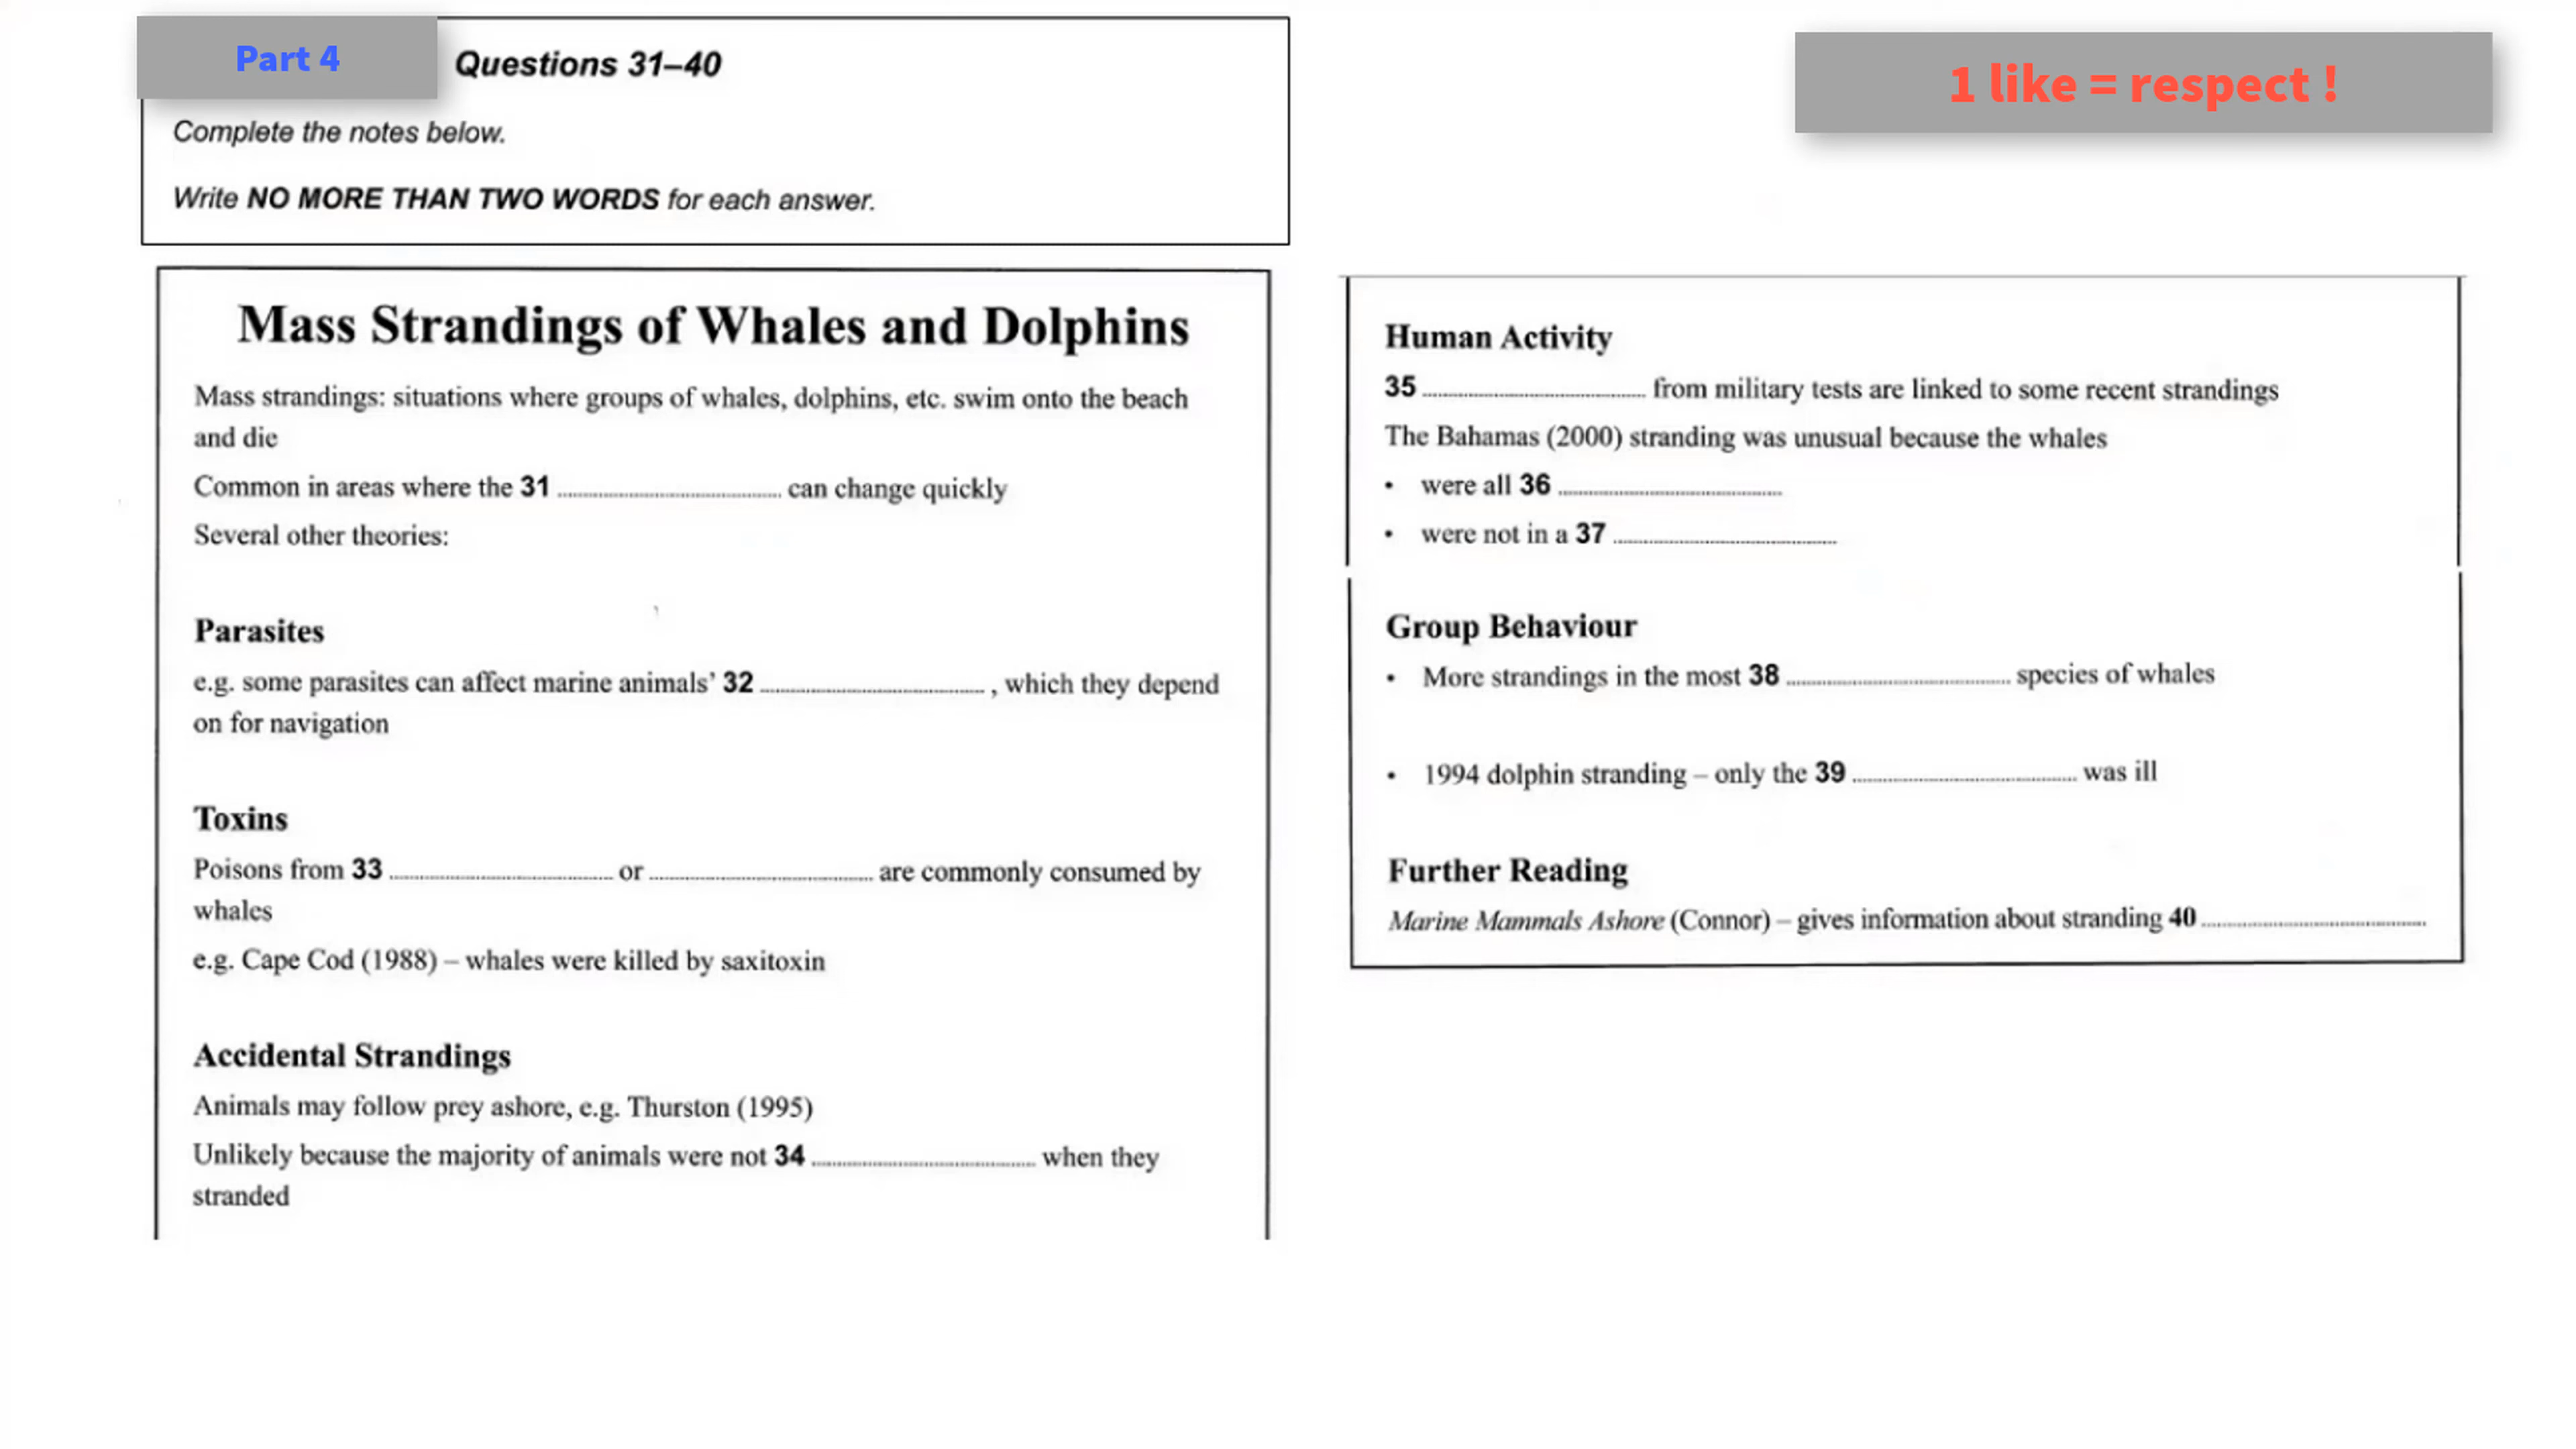 Part 4
Questions 31–40
1 like = respect !
Complete the notes below.
Write NO MORE THAN TWO WORDS for each answer.
Mass Strandings of Whales and Dolphins
Mass strandings: situations where groups of whales, dolphins, etc. swim onto the beach
and die
Common in areas where the 31 .................... can change quickly
Several other theories:
Parasites
e.g. some parasites can affect marine animals’ 32 .................... , which they depend
on for navigation
Toxins
Poisons from 33 .................... or .................... are commonly consumed by
whales
e.g. Cape Cod (1988) – whales were killed by saxitoxin
Accidental Strandings
Animals may follow prey ashore, e.g. Thurston (1995)
Unlikely because the majority of animals were not 34 .................... when they
stranded
Human Activity
35 .................... from military tests are linked to some recent strandings
The Bahamas (2000) stranding was unusual because the whales
• were all 36 ....................
• were not in a 37 ....................
Group Behaviour
• More strandings in the most 38 .................... species of whales
• 1994 dolphin stranding – only the 39 .................... was ill
Further Reading
Marine Mammals Ashore (Connor) – gives information about stranding 40 ....................